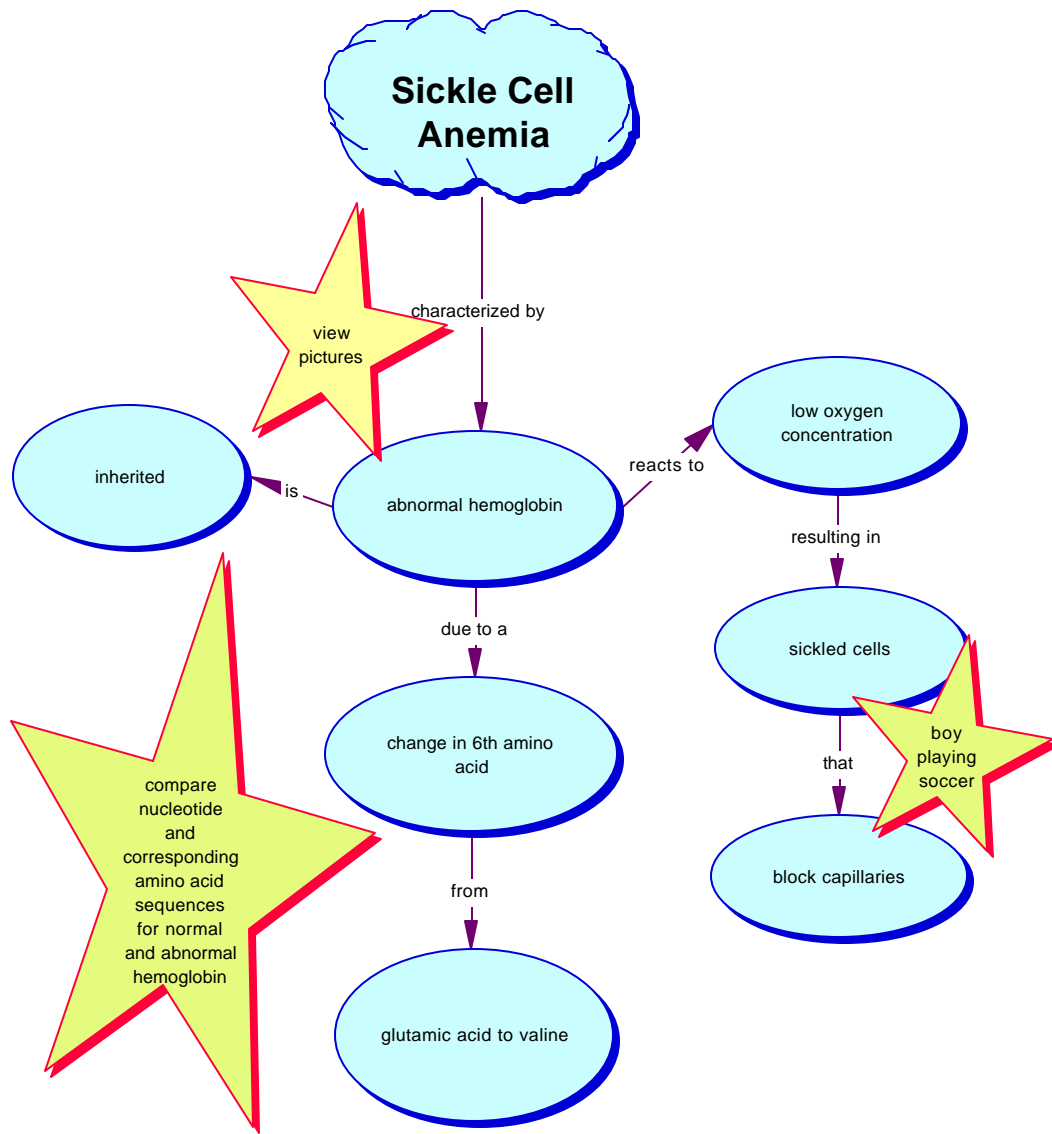 Sickle Cell
Anemia
characterized by
view
pictures
low oxygen
concentration
inherited
is
abnormal hemoglobin
reacts to
resulting in
due to a
sickled cells
change in 6th amino
acid
that
boy
playing
soccer
compare
nucleotide
and
corresponding
amino acid
sequences
for normal
and abnormal
hemoglobin
block capillaries
from
glutamic acid to valine